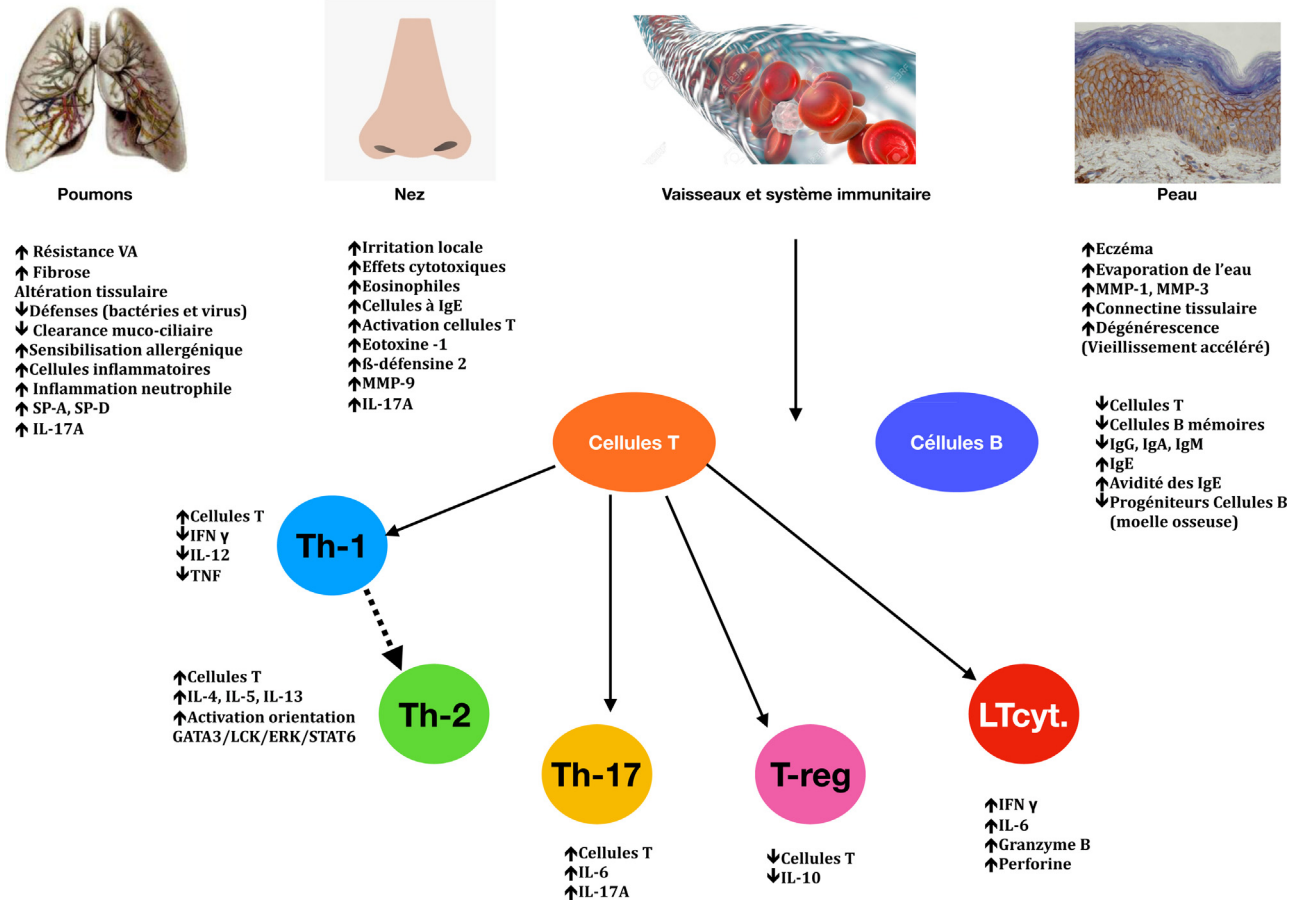 Poumons
↑ Résistance VA
↑ Fibrose
Altération tissulaire
↓Défenses (bactéries et virus)
↓ Clearance muco-ciliaire
↑Sensibilisation allergénique
↑Cellules inflammatoires
↑ Inflammation neutrophile
↑ SP-A, SP-D
↑ IL-17A
Nez
↑Irritation locale
↑Effets cytotoxiques
↑Eosinophiles
↑Cellules à IgE
↑Activation cellules T
↑Eotoxine -1
↑ß-défensine 2
↑MMP-9
↑IL-17A
Vaisseaux et système immunitaire
Peau
↑Eczéma
↑Evaporation de l'eau
↑MMP-1, MMP-3
↑Connectine tissulaire
↑Dégénérescence
(Vieillissement accéléré)
Cellules T
Céllules B
↓Cellules T
↓Cellules B mémoires
↓IgG, IgA, IgM
↑IgE
↑Avidité des IgE
↓Progéniteurs Cellules B
(moelle osseuse)
↑Cellules T
↓IFN γ
↓IL-12
↓TNF
Th-1
↑Cellules T
↑IL-4, IL-5, IL-13
↑Activation orientation
GATA3/LCK/ERK/STAT6
Th-2
Th-17
↑Cellules T
↑IL-6
↑IL-17A
T-reg
↓Cellules T
↓IL-10
LTcyt.
↑IFN γ
↑IL-6
↑Granzyme B
↑Perforine